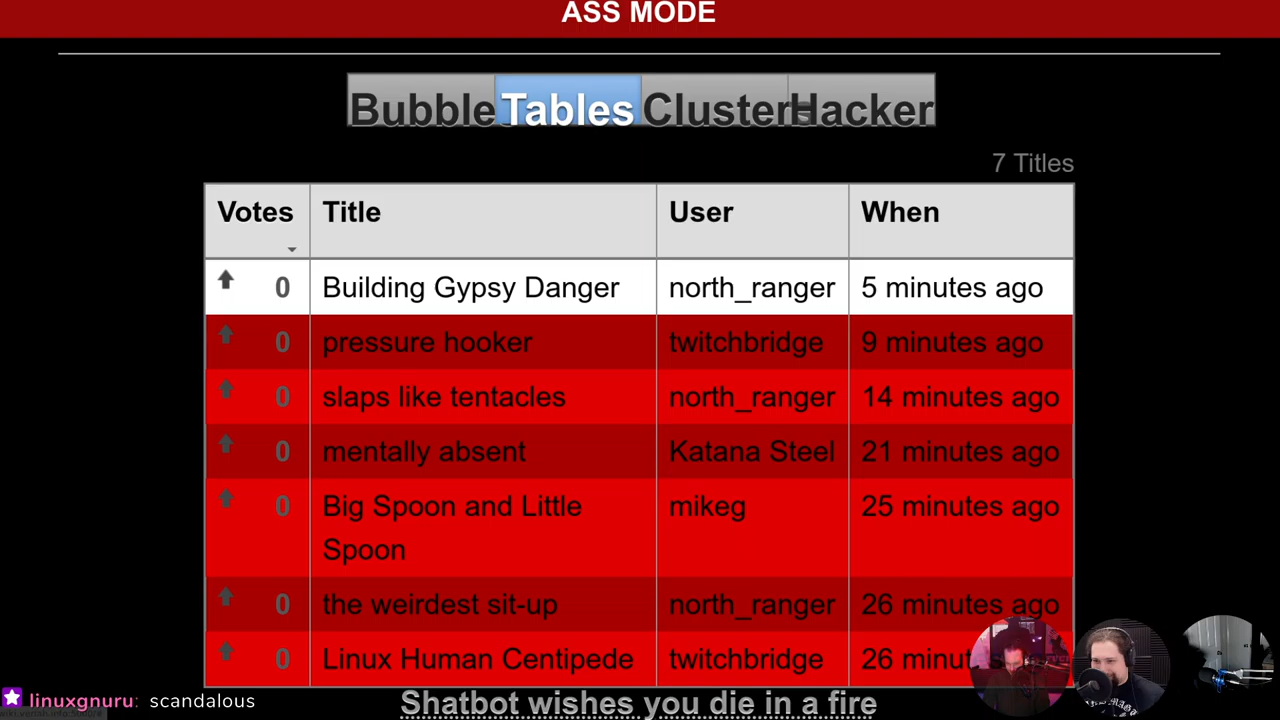 ASS MODE
Bubble Tables Cluster Hacker
7 Titles
Votes Title User When
0 Building Gypsy Danger north_ranger 5 minutes ago
0 pressure hooker twitchbridge 9 minutes ago
0 slaps like tentacles north_ranger 14 minutes ago
0 mentally absent Katana Steel 21 minutes ago
0 Big Spoon and Little mikeg 25 minutes ago
Spoon
0 the weirdest sit-up north_ranger 26 minutes ago
0 Linux Human Centipede twitchbridge 26
linuxgnuru: scandalous
Shatbot wishes you die in a fire